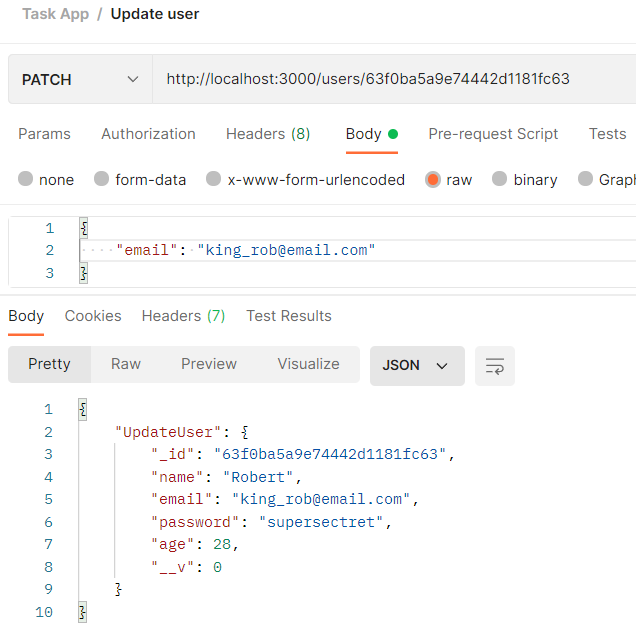 Task App / Update user
PATCH http://localhost:3000/users/63f0ba5a9e74442d1181fc63
Params Authorization Headers (8) Body Pre-request Script Tests
none form-data x-www-form-urlencoded raw binary Graph
1 {
2 "email": "king_rob@email.com"
3 }
Body Cookies Headers (7) Test Results
Pretty Raw Preview Visualize JSON
1 {
2 "UpdateUser": {
3 "_id": "63f0ba5a9e74442d1181fc63",
4 "name": "Robert",
5 "email": "king_rob@email.com",
6 "password": "supersectret",
7 "age": 28,
8 "__v": 0
9 }
10 }